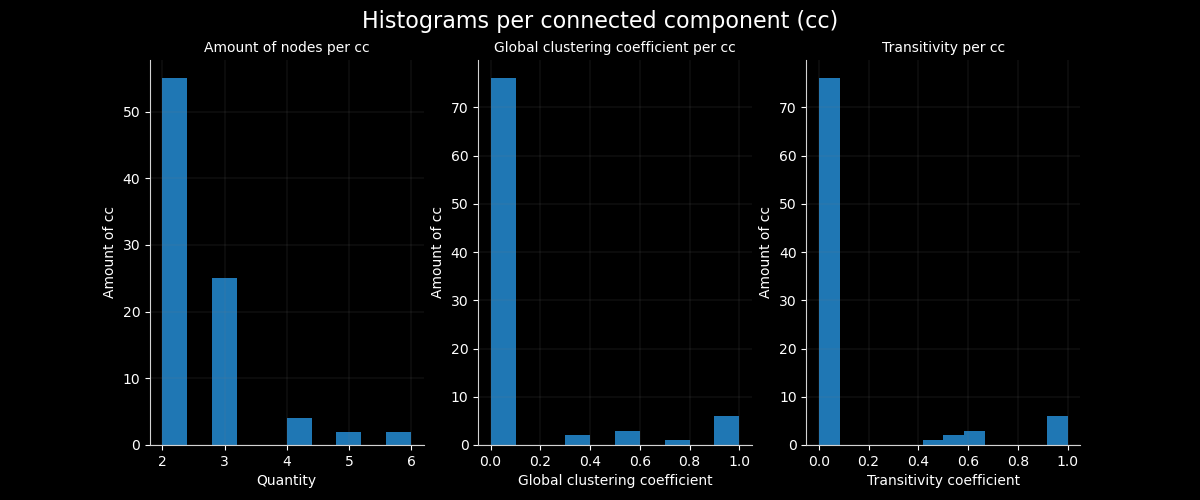 Histograms per connected component (cc)
Amount of nodes per cc
Amount of cc
50
40
30
20
10
0
2 3 4 5 6
Quantity
Global clustering coefficient per cc
Amount of cc
70
60
50
40
30
20
10
0
0.0 0.2 0.4 0.6 0.8 1.0
Global clustering coefficient
Transitivity per cc
Amount of cc
70
60
50
40
30
20
10
0
0.0 0.2 0.4 0.6 0.8 1.0
Transitivity coefficient